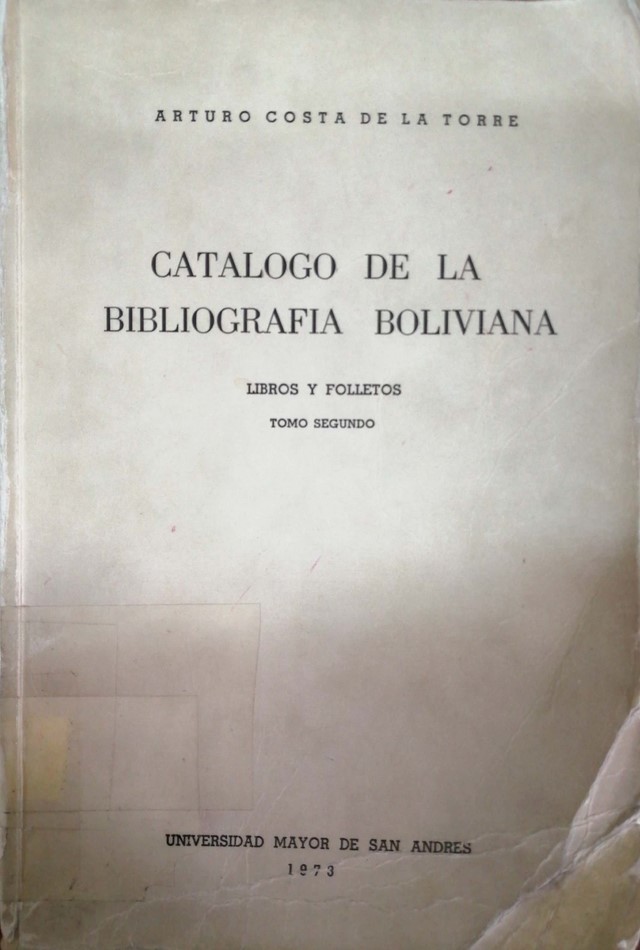 ARTURO COSTA DE LA TORRE
CATALOGO DE LA
BIBLIOGRAFIA BOLIVIANA
LIBROS Y FOLLETOS
TOMO SEGUNDO
UNIVERSIDAD MAYOR DE SAN ANDRES
1973